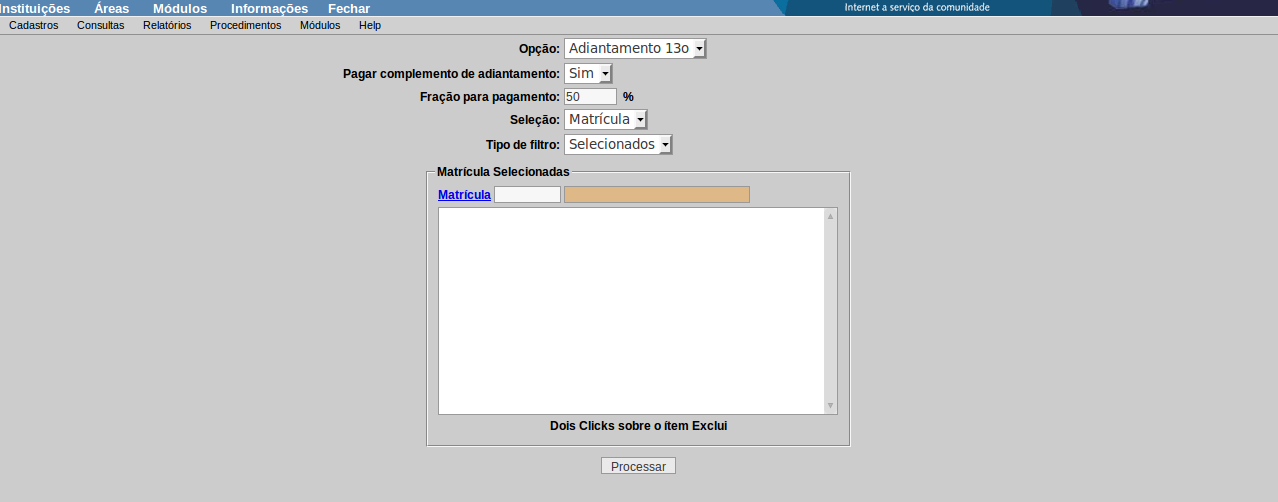 Instituições Áreas Módulos Informações Fechar Internet a serviço da comunidade
Cadastros Consultas Relatórios Procedimentos Módulos Help
Opção: Adiantamento 13o
Pagar complemento de adiantamento: Sim
Fração para pagamento: 50 %
Seleção: Matrícula
Tipo de filtro: Selecionados
Matrícula Selecionadas
Matrícula
Dois Clicks sobre o ítem Exclui
Processar